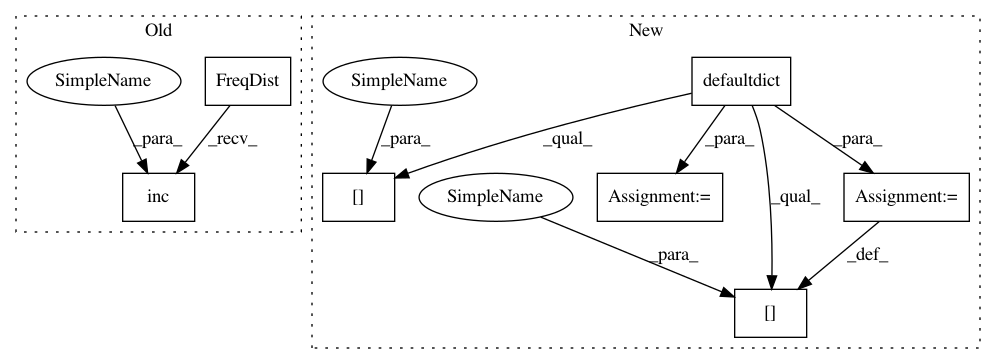 Old
New
SimpleName
FreqDist
SimpleName
defaultdict
_para_
_recv_
_para_
_qual_
_para_
_para_
inc
[]
SimpleName
Assignment:=
_qual_
Assignment:=
_para_
_def_
[]